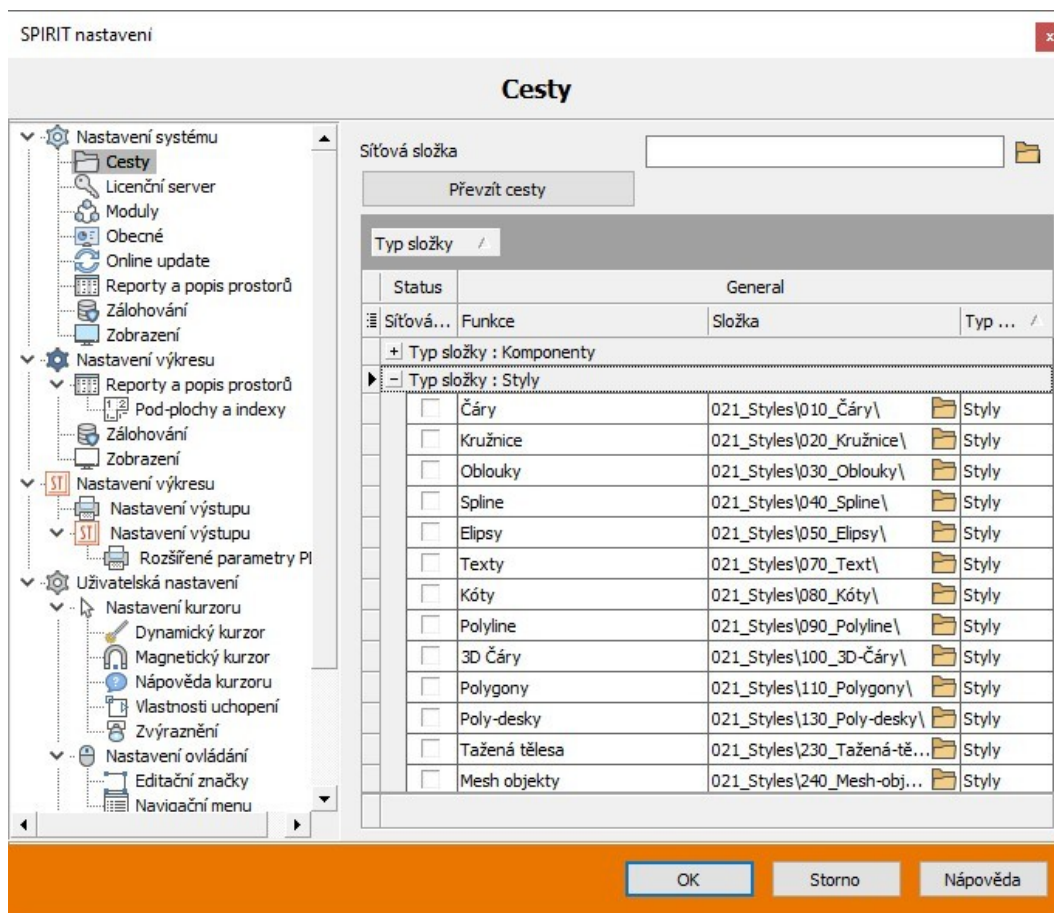 SPIRIT nastavení
x
Cesty
Nastavení systému
Cesty
Licenční server
Moduly
Obecné
Online update
Reporty a popis prostorů
Zálohování
Zobrazení
Nastavení výkresu
Reporty a popis prostorů
Pod-plochy a indexy
Zálohování
Zobrazení
Nastavení výkresu
Nastavení výstupu
Nastavení výstupu
Rozšířené parametry Pl
Uživatelská nastavení
Nastavení kurzoru
Dynamický kurzor
Magnetický kurzor
Nápověda kurzoru
Vlastnosti uchopení
Zvýraznění
Nastavení ovládání
Editační značky
Navigační menu
Síťová složka
Převzít cesty
Typ složky
Status General
Síťová... Funkce Složka Typ ...
Typ složky : Komponenty
Typ složky : Styly
Čáry 021_Styles\010_Čáry\ Styly
Kružnice 021_Styles\020_Kružnice\ Styly
Oblouky 021_Styles\030_Oblouky\ Styly
Spline 021_Styles\040_Spline\ Styly
Elipsy 021_Styles\050_Elipsy\ Styly
Texty 021_Styles\070_Text\ Styly
Kóty 021_Styles\080_Kóty\ Styly
Polyline 021_Styles\090_Polyline\ Styly
3D Čáry 021_Styles\100_3D-Čáry\ Styly
Polygony 021_Styles\110_Polygony\ Styly
Poly-desky 021_Styles\130_Poly-desky\ Styly
Tažená tělesa 021_Styles\230_Tažená-tě... Styly
Mesh objekty 021_Styles\240_Mesh-obj... Styly
OK Storno Nápověda